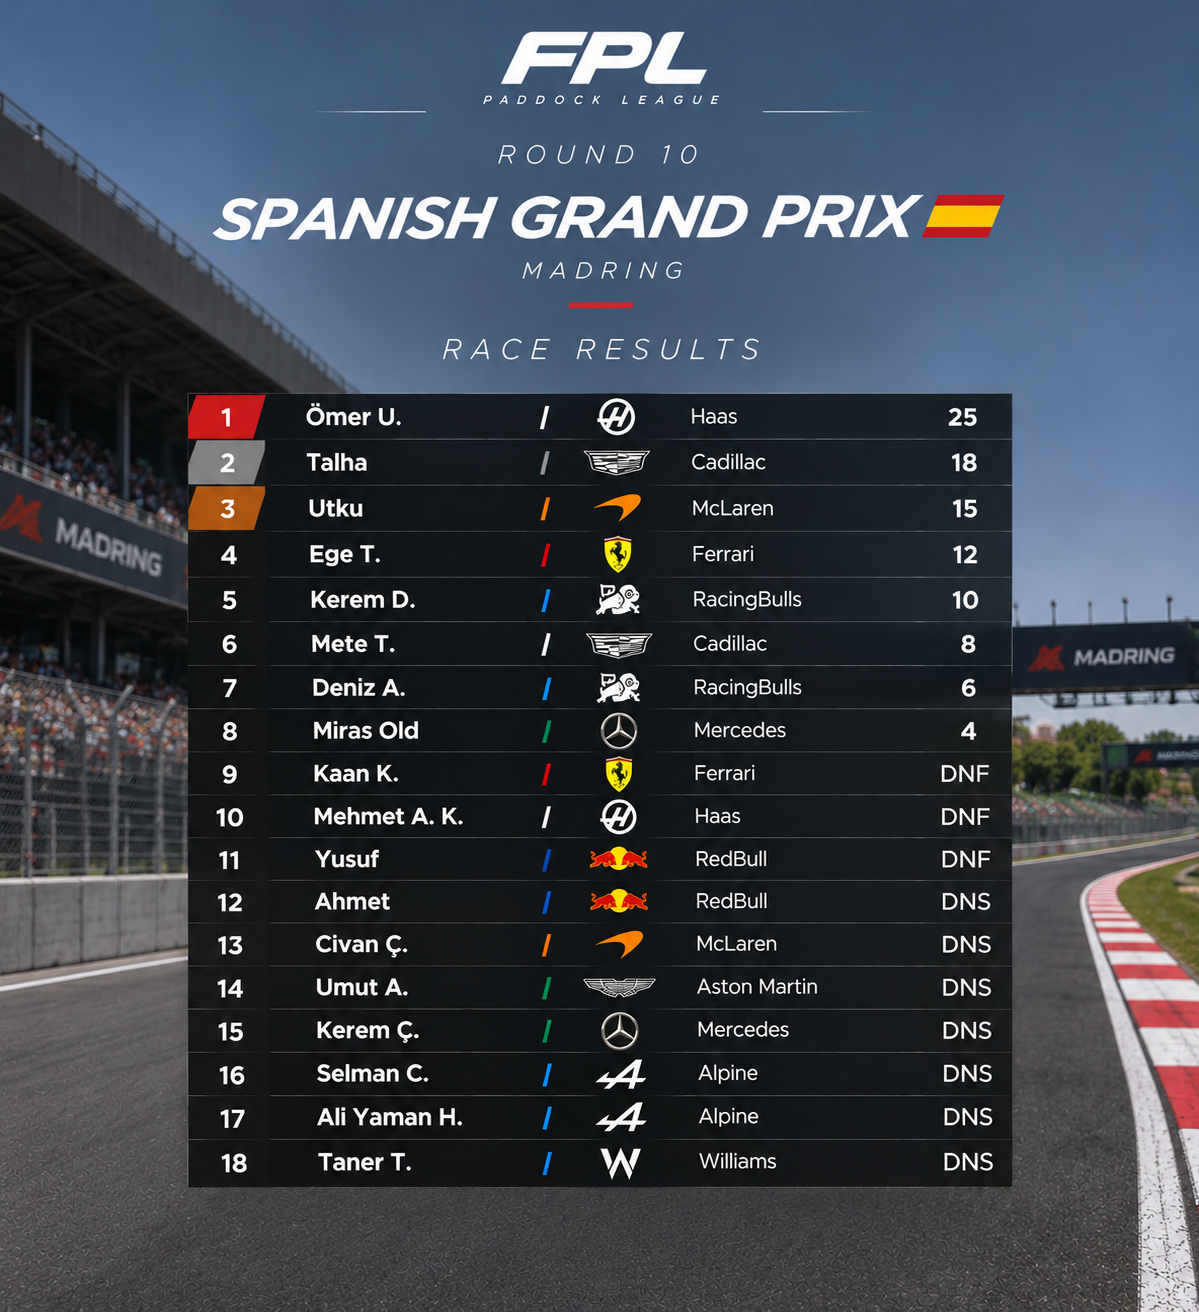 FPL
PADDOCK LEAGUE
ROUND 10
SPANISH GRAND PRIX
MADRING
RACE RESULTS
1 Ömer U. / Haas 25
2 Talha / Cadillac 18
3 Utku / McLaren 15
4 Ege T. / Ferrari 12
5 Kerem D. / RacingBulls 10
6 Mete T. / Cadillac 8
7 Deniz A. / RacingBulls 6
8 Miras Old / Mercedes 4
9 Kaan K. / Ferrari DNF
10 Mehmet A. K. / Haas DNF
11 Yusuf / RedBull DNF
12 Ahmet / RedBull DNS
13 Civan Ç. / McLaren DNS
14 Umut A. / Aston Martin DNS
15 Kerem Ç. / Mercedes DNS
16 Selman C. / Alpine DNS
17 Ali Yaman H. / Alpine DNS
18 Taner T. / Williams DNS
MADRING
MADRING